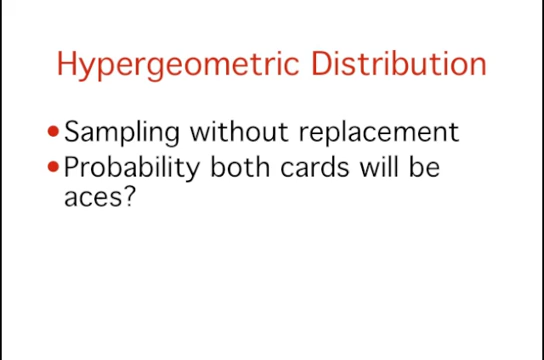 Hypergeometric Distribution
•Sampling without replacement
•Probability both cards will be
aces?